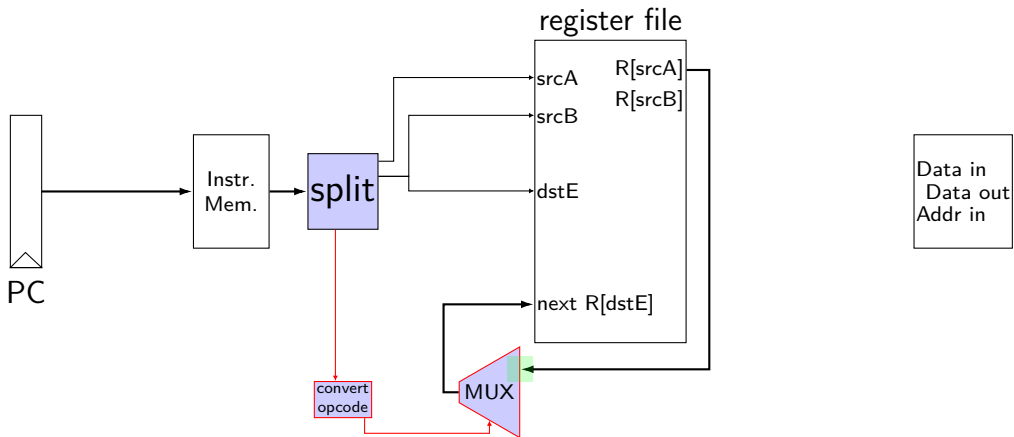 register file
srcA
R[srcA]
R[srcB]
srcB
Instr.
Mem.
split
dstE
Data in
Data out
Addr in
PC
next R[dstE]
convert
opcode
MUX